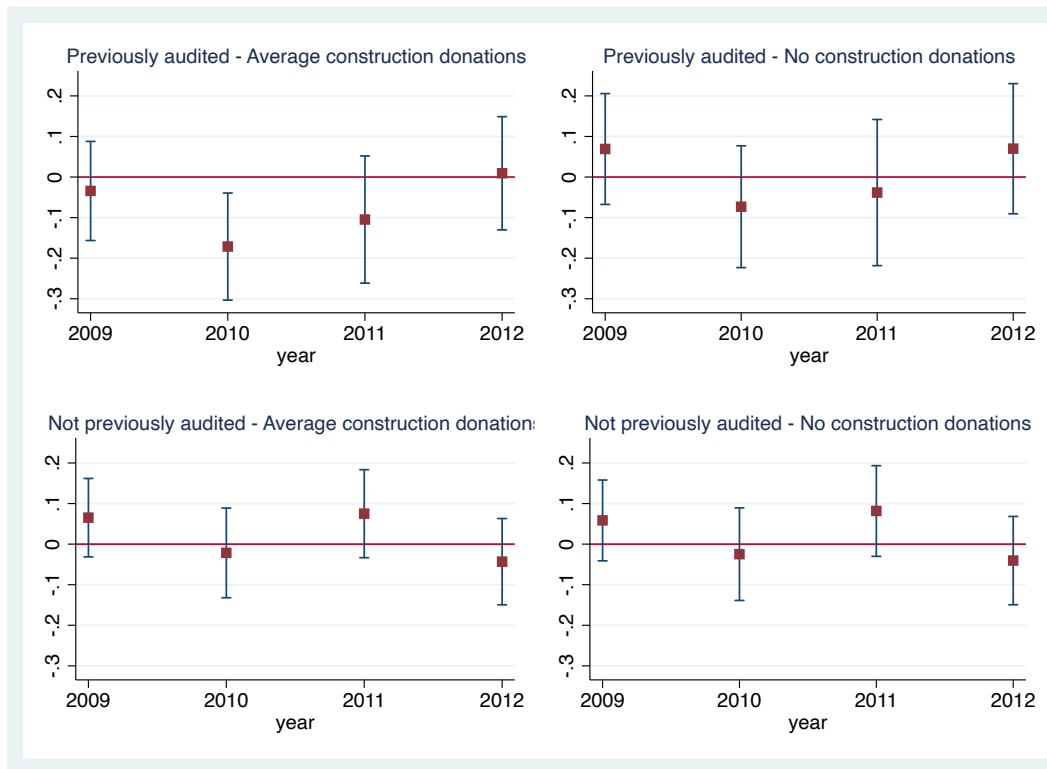 Previously audited - Average construction donations
.2
.1
0
-.1
-.2
-.3
2009 2010 2011 2012
year
Previously audited - No construction donations
.2
.1
0
-.1
-.2
-.3
2009 2010 2011 2012
year
Not previously audited - Average construction donations
.2
.1
0
-.1
-.2
-.3
2009 2010 2011 2012
year
Not previously audited - No construction donations
.2
.1
0
-.1
-.2
-.3
2009 2010 2011 2012
year